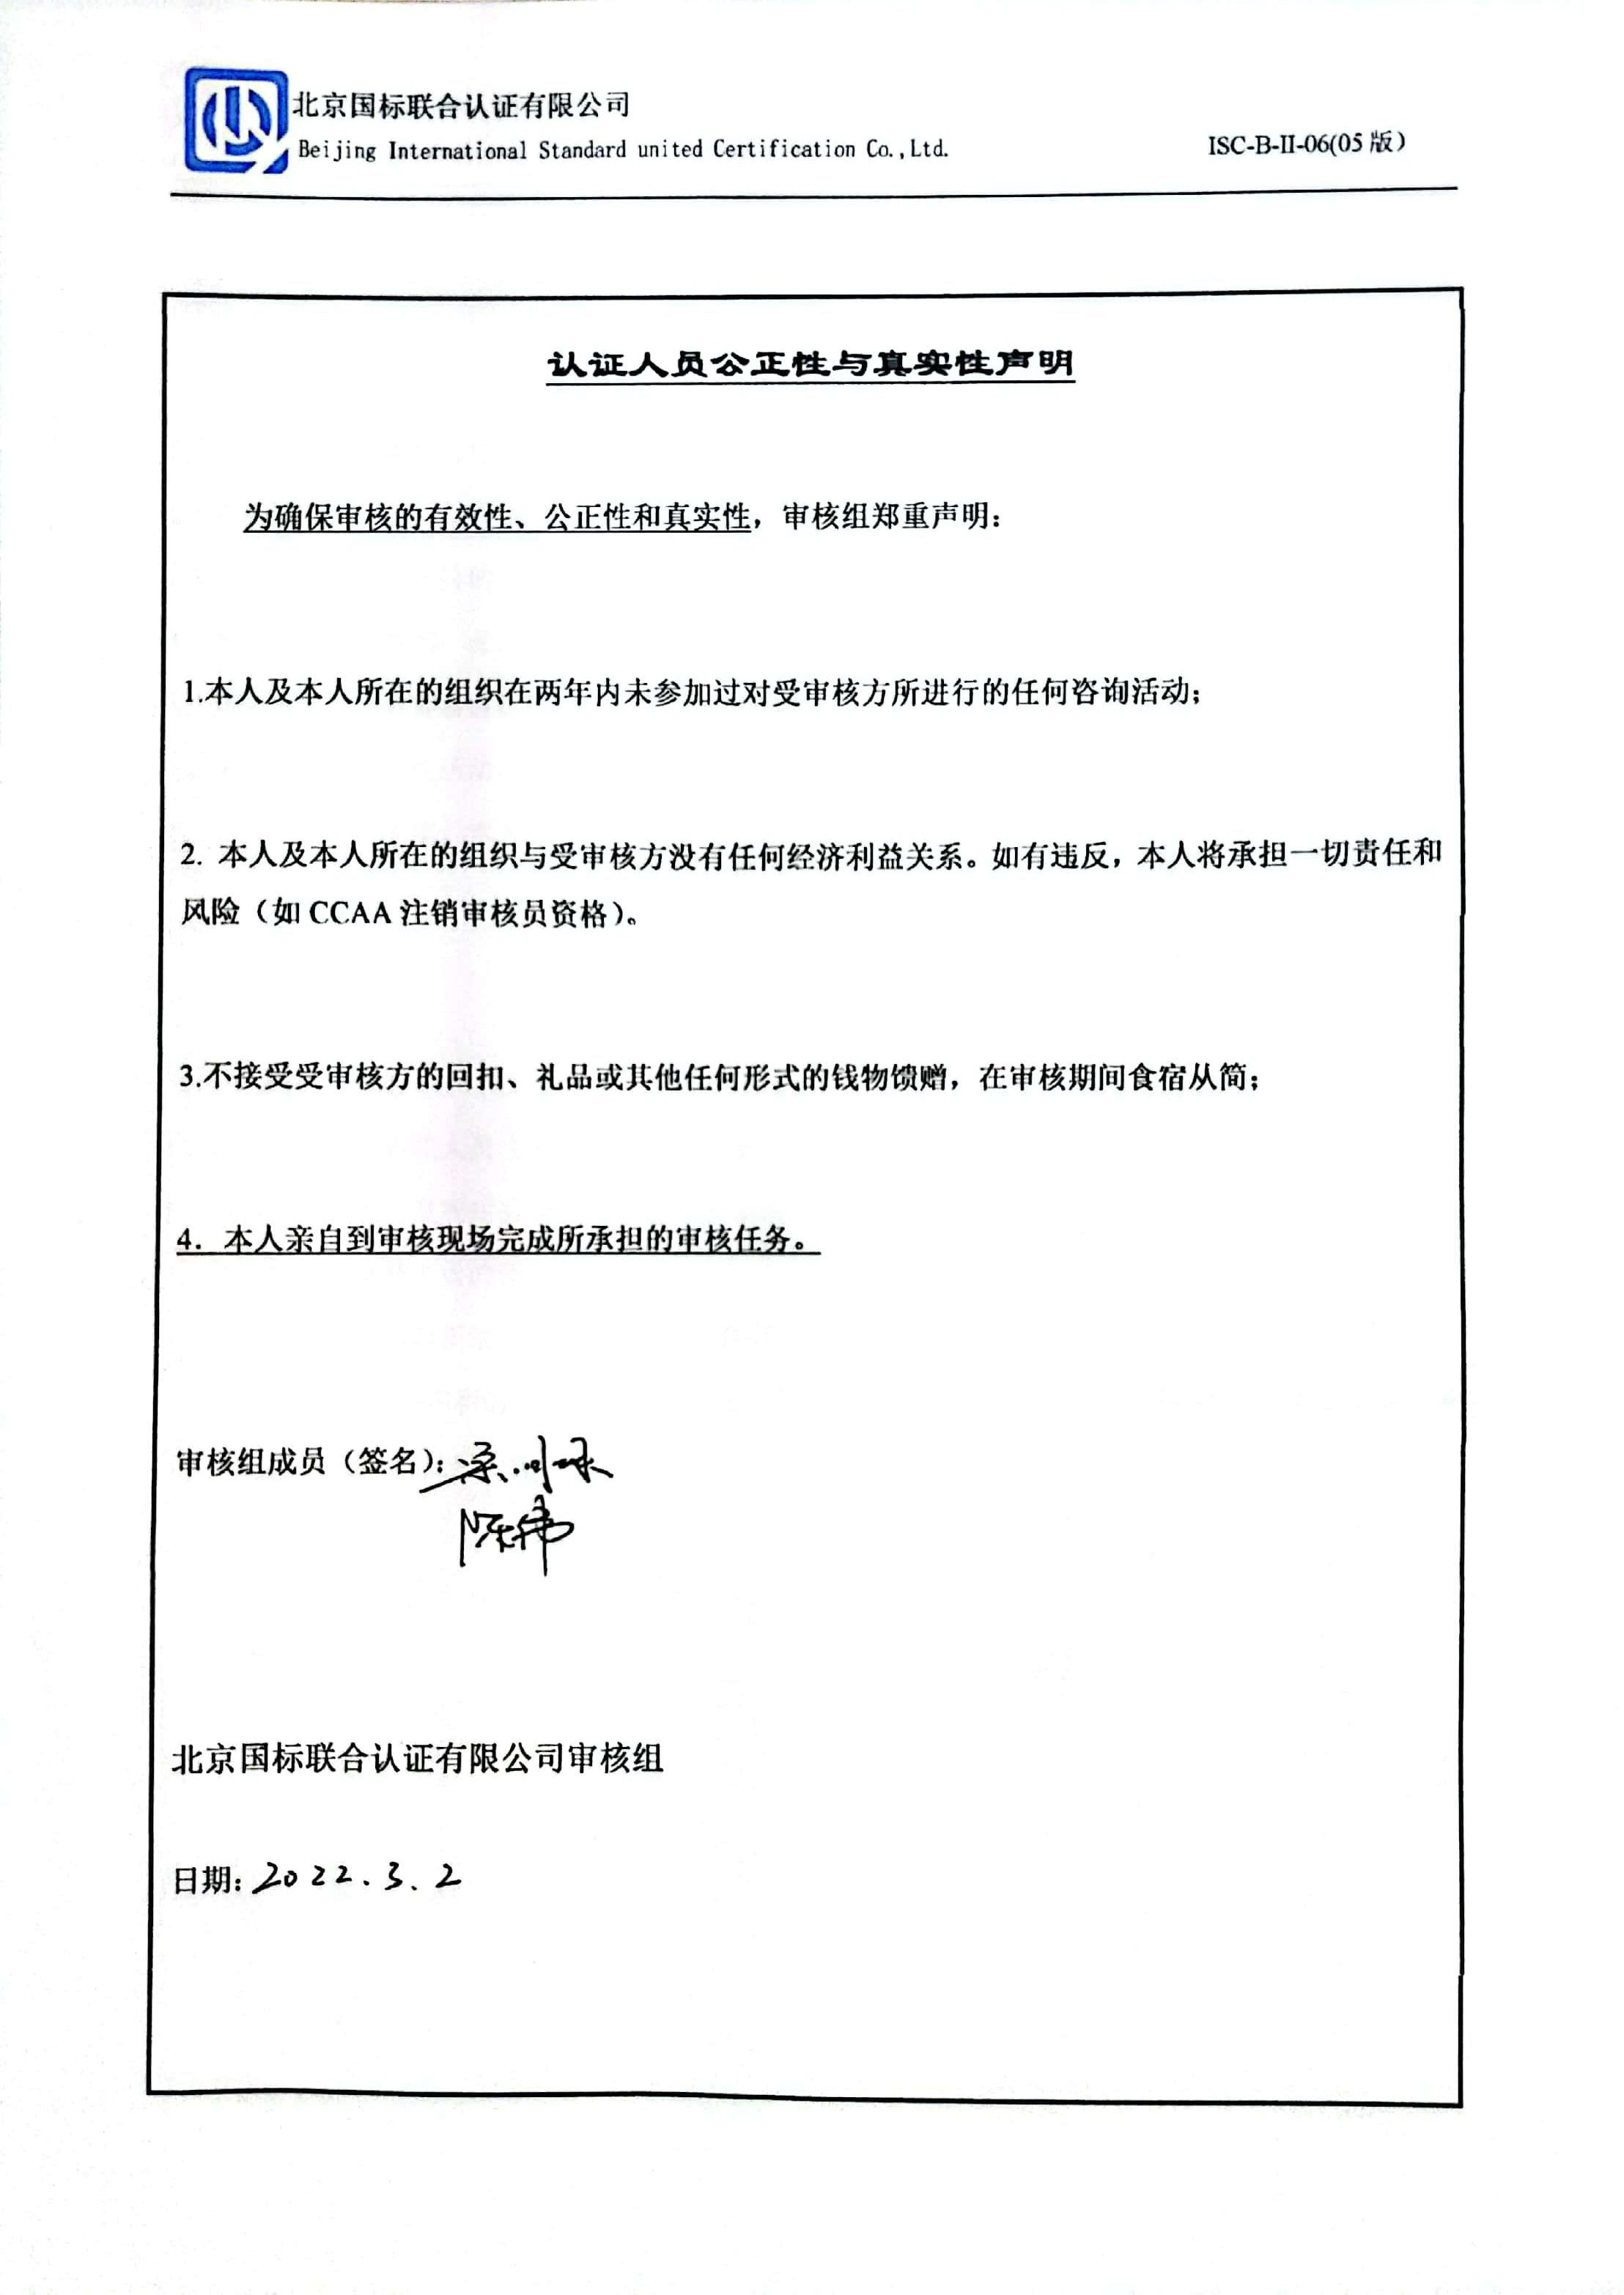 北京国标联合认证有限公司
Beijing International Standard united Certification Co.,Ltd.
ISC-B-II-06(05 版)
认证人员公正性与真实性声明
为确保审核的有效性、公正性和真实性，审核组郑重声明：
1.本人及本人所在的组织在两年内未参加过对受审核方所进行的任何咨询活动；
2. 本人及本人所在的组织与受审核方没有任何经济利益关系。如有违反，本人将承担一切责任和
风险（如 CCAA 注销审核员资格）。
3.不接受受审核方的回扣、礼品或其他任何形式的钱物馈赠，在审核期间食宿从简；
4. 本人亲自到审核现场完成所承担的审核任务。
审核组成员（签名）：
陈伟
北京国标联合认证有限公司审核组
日期：2022.3.2